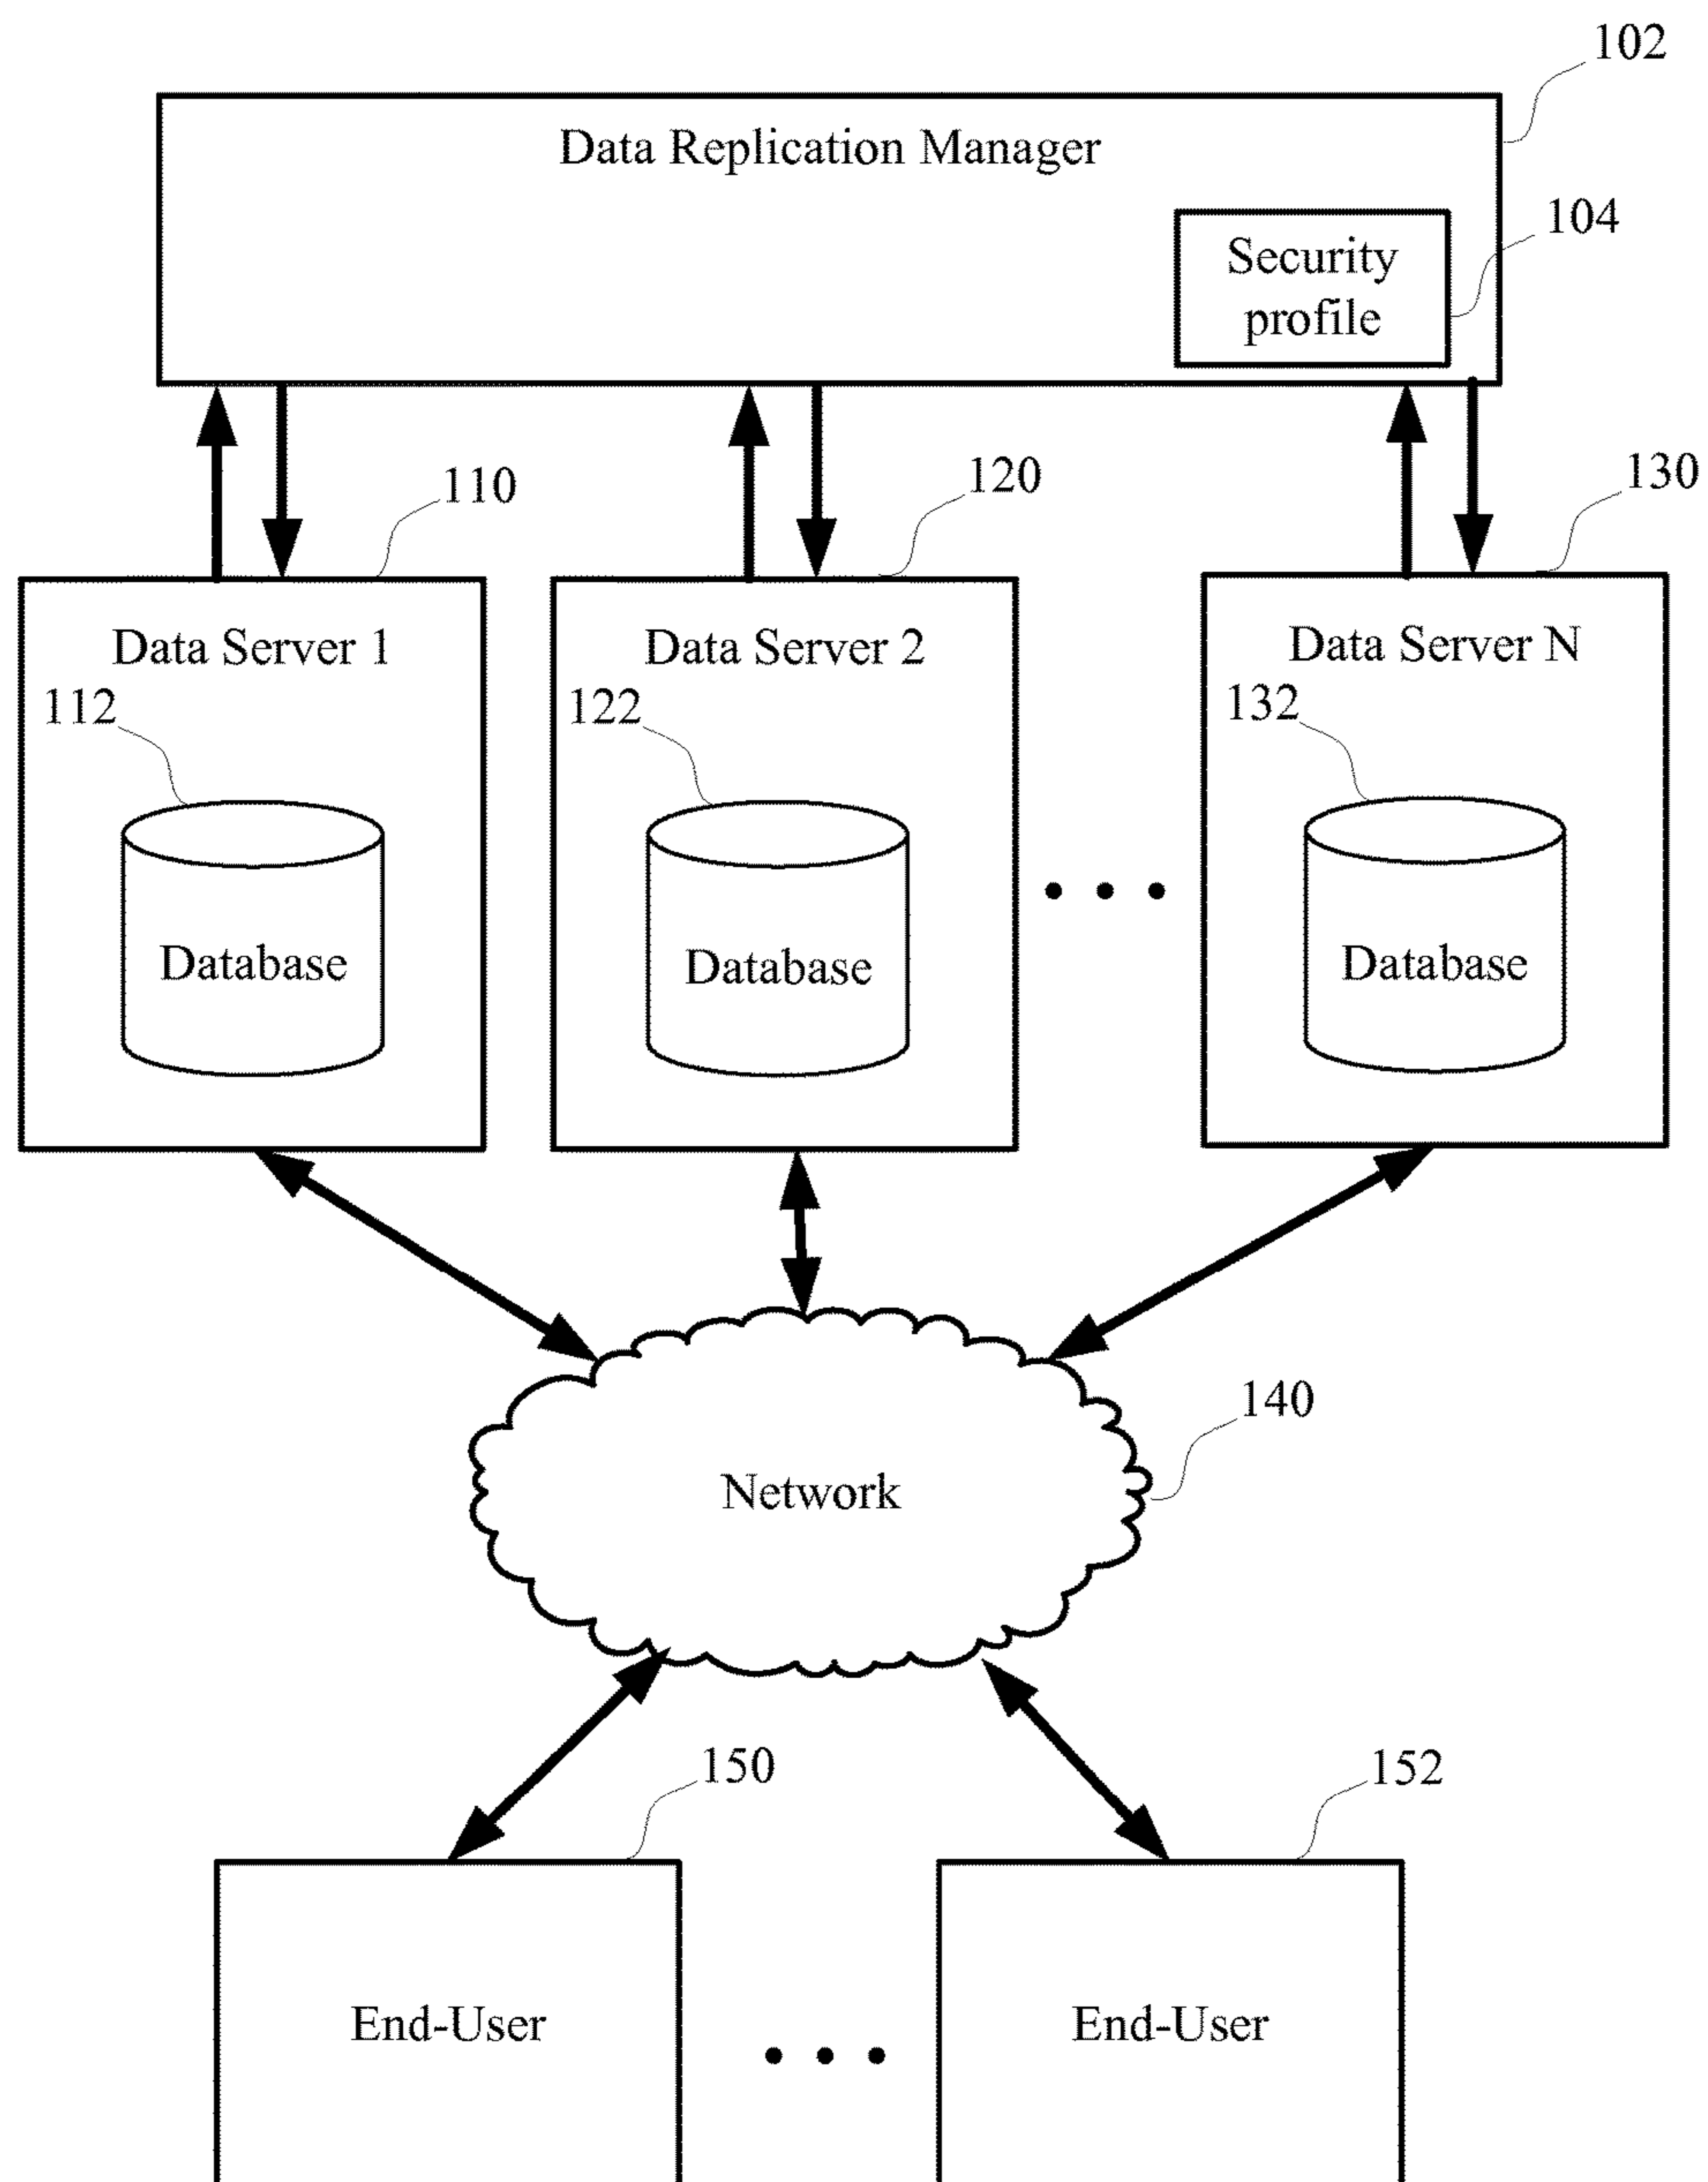 102
Data Replication Manager
104
Security
profile
110
120
130
Data Server 1
Data Server 2
Data Server N
112
122
132
Database
Database
Database
140
Network
150
152
End-User
End-User